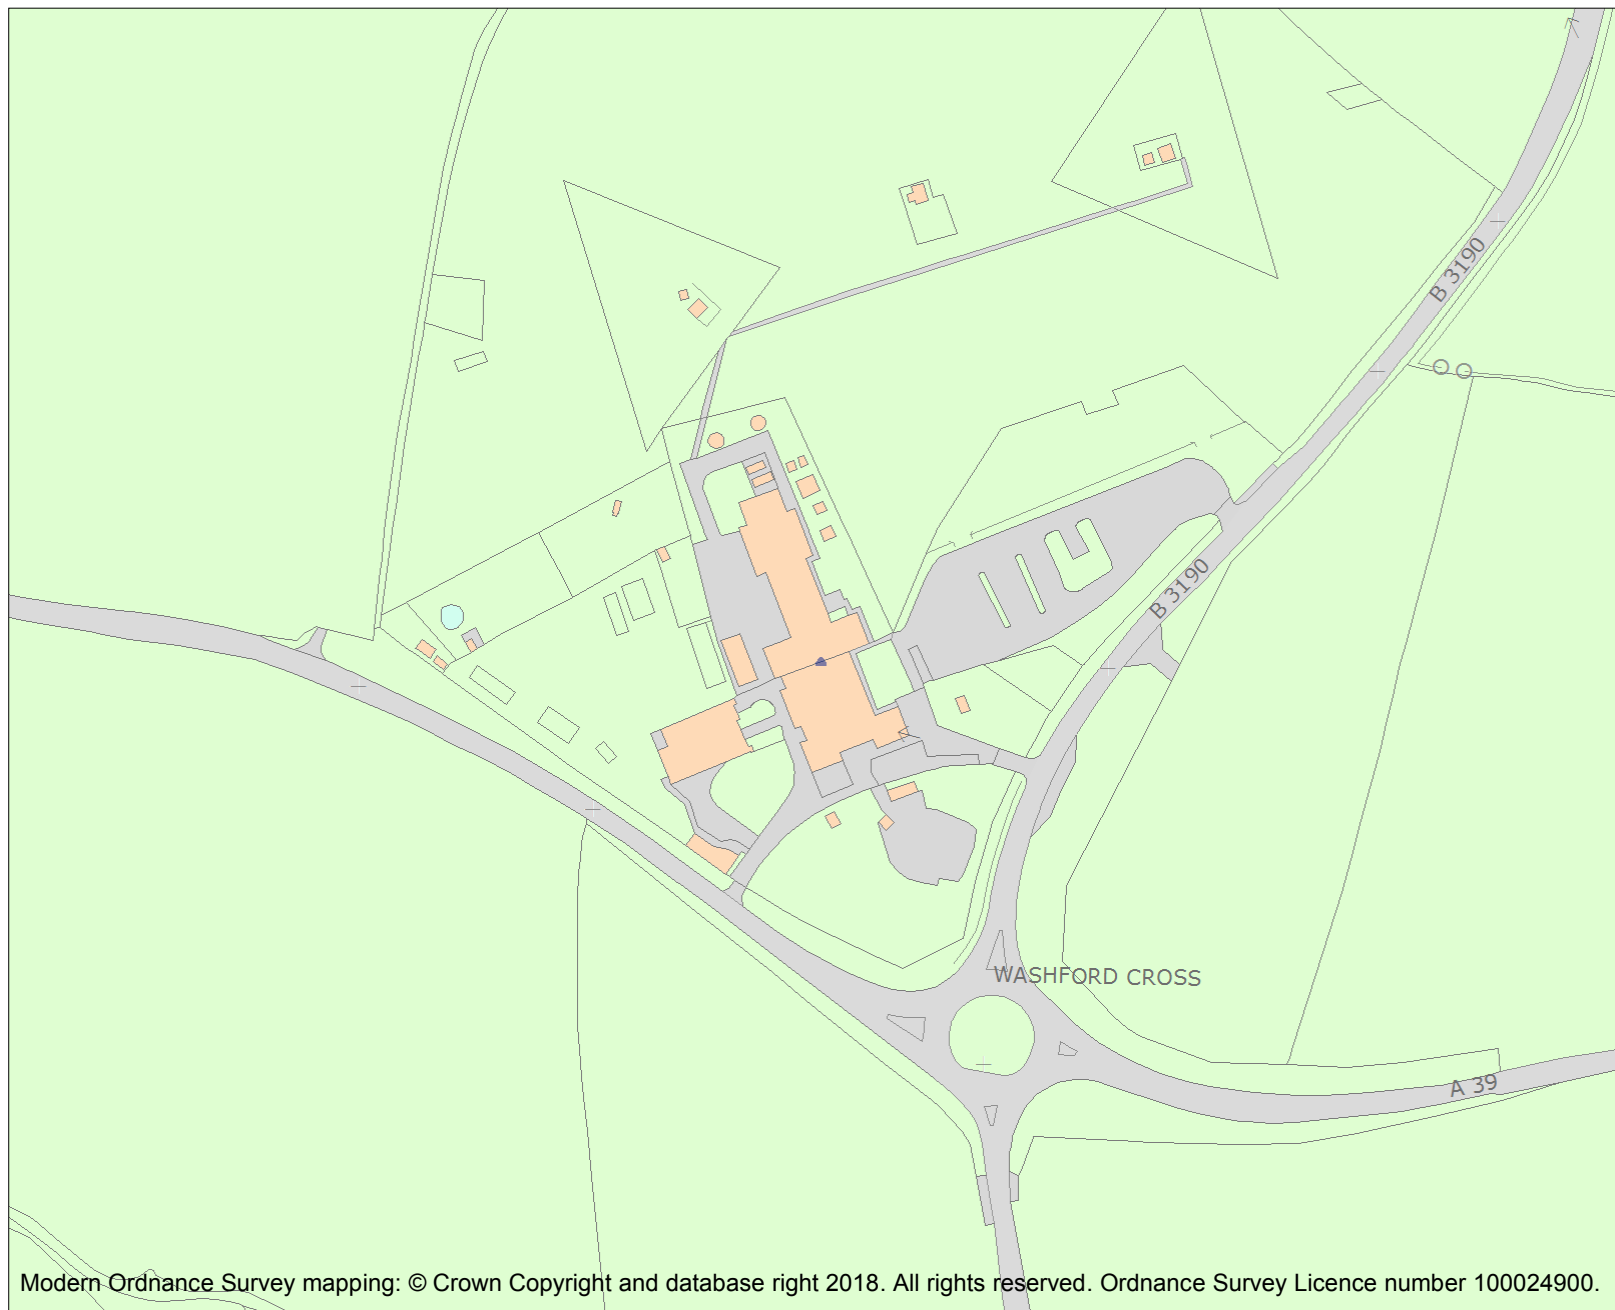 B 3190
B 3190
WASHFORD CROSS
A 39
Modern Ordnance Survey mapping: © Crown Copyright and database right 2018. All rights reserved. Ordnance Survey Licence number 100024900.